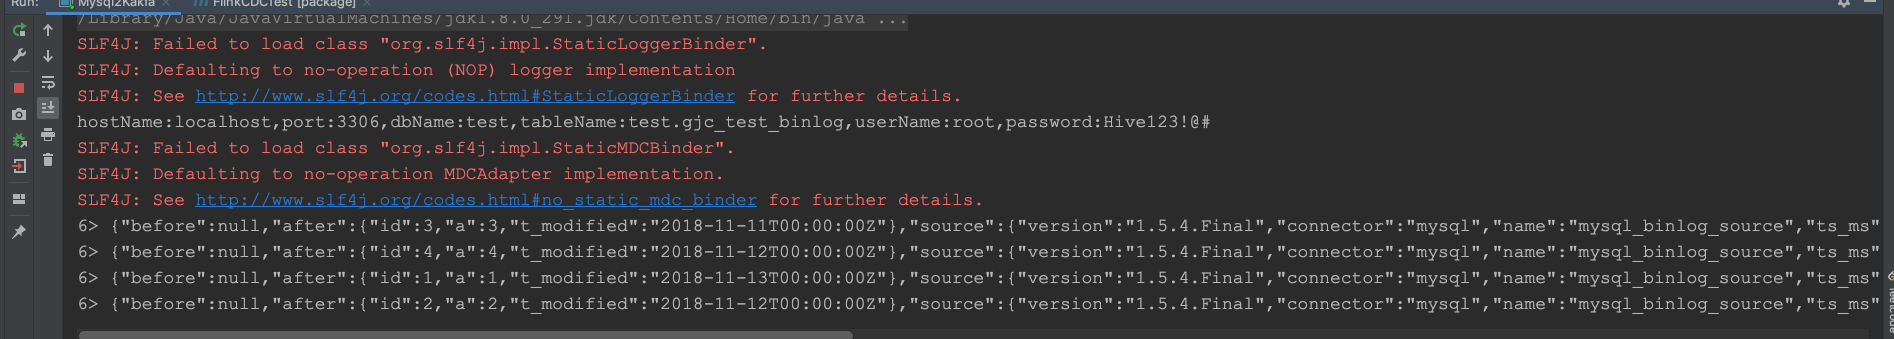 Run: Mysql2Kakfa × FlinkCDCTest [package] ×
/Library/Java/JavaVirtualMachines/jdk1.8.0_291.jdk/Contents/Home/bin/java ...
SLF4J: Failed to load class "org.slf4j.impl.StaticLoggerBinder".
SLF4J: Defaulting to no-operation (NOP) logger implementation
SLF4J: See http://www.slf4j.org/codes.html#StaticLoggerBinder for further details.
hostName:localhost,port:3306,dbName:test,tableName:test.gjc_test_binlog,userName:root,password:Hive123!@#
SLF4J: Failed to load class "org.slf4j.impl.StaticMDCBinder".
SLF4J: Defaulting to no-operation MDCAdapter implementation.
SLF4J: See http://www.slf4j.org/codes.html#no_static_mdc_binder for further details.
6> {"before":null,"after":{"id":3,"a":3,"t_modified":"2018-11-11T00:00:00Z"},"source":{"version":"1.5.4.Final","connector":"mysql","name":"mysql_binlog_source","ts_ms"
6> {"before":null,"after":{"id":4,"a":4,"t_modified":"2018-11-12T00:00:00Z"},"source":{"version":"1.5.4.Final","connector":"mysql","name":"mysql_binlog_source","ts_ms"
6> {"before":null,"after":{"id":1,"a":1,"t_modified":"2018-11-13T00:00:00Z"},"source":{"version":"1.5.4.Final","connector":"mysql","name":"mysql_binlog_source","ts_ms"
6> {"before":null,"after":{"id":2,"a":2,"t_modified":"2018-11-12T00:00:00Z"},"source":{"version":"1.5.4.Final","connector":"mysql","name":"mysql_binlog_source","ts_ms"